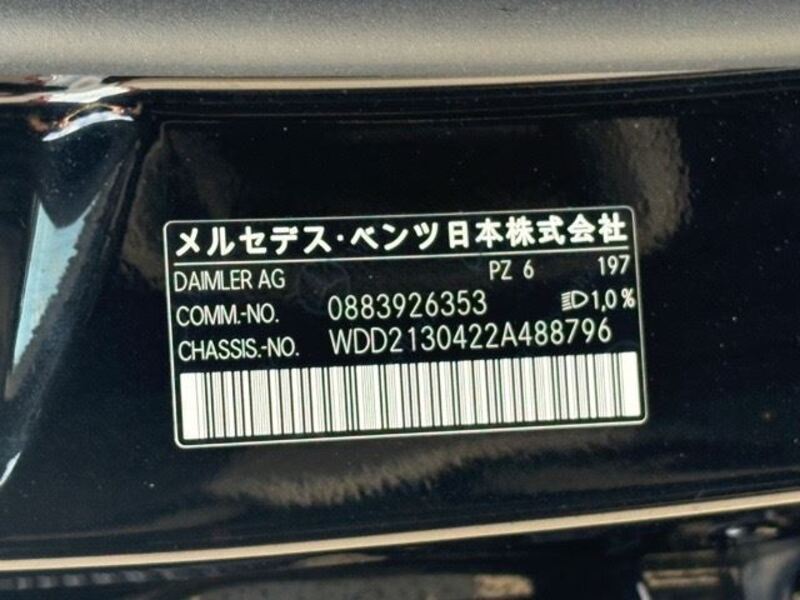 メルセデス・ベンツ日本株式会社
DAIMLER AG PZ 6 197
COMM.-NO. 0883926353 1,0%
CHASSIS.-NO. WDD2130422A488796